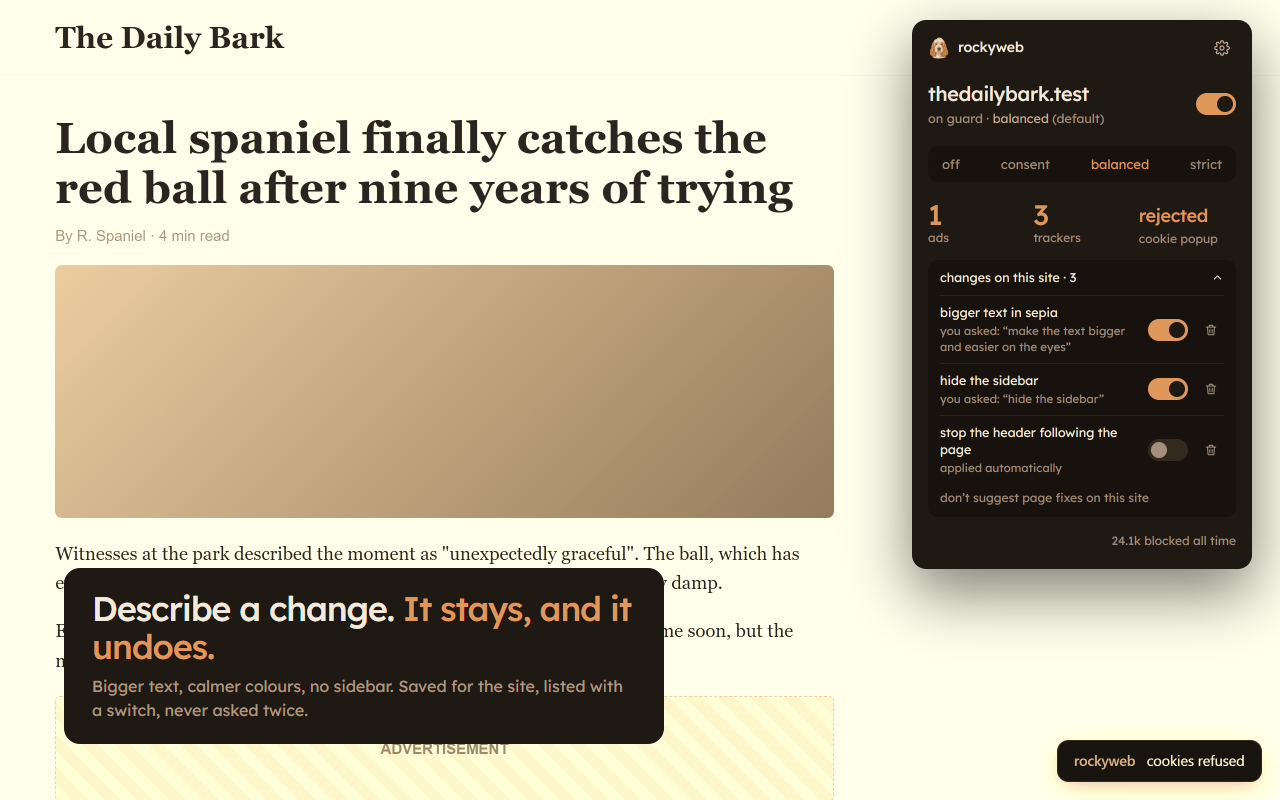 The Daily Bark
Local spaniel finally catches the
red ball after nine years of trying
By R. Spaniel · 4 min read
Witnesses at the park described the moment as "unexpectedly graceful". The ball, which has
damp.
me soon, but the
Describe a change. It stays, and it
undoes.
Bigger text, calmer colours, no sidebar. Saved for the site, listed with
a switch, never asked twice.
ADVERTISEMENT
rockyweb
thedailybark.test
on guard · balanced (default)
off consent balanced strict
1 3 rejected
ads trackers cookie popup
changes on this site · 3
bigger text in sepia
you asked: “make the text bigger
and easier on the eyes”
hide the sidebar
you asked: “hide the sidebar”
stop the header following the
page
applied automatically
don’t suggest page fixes on this site
24.1k blocked all time
rockyweb cookies refused